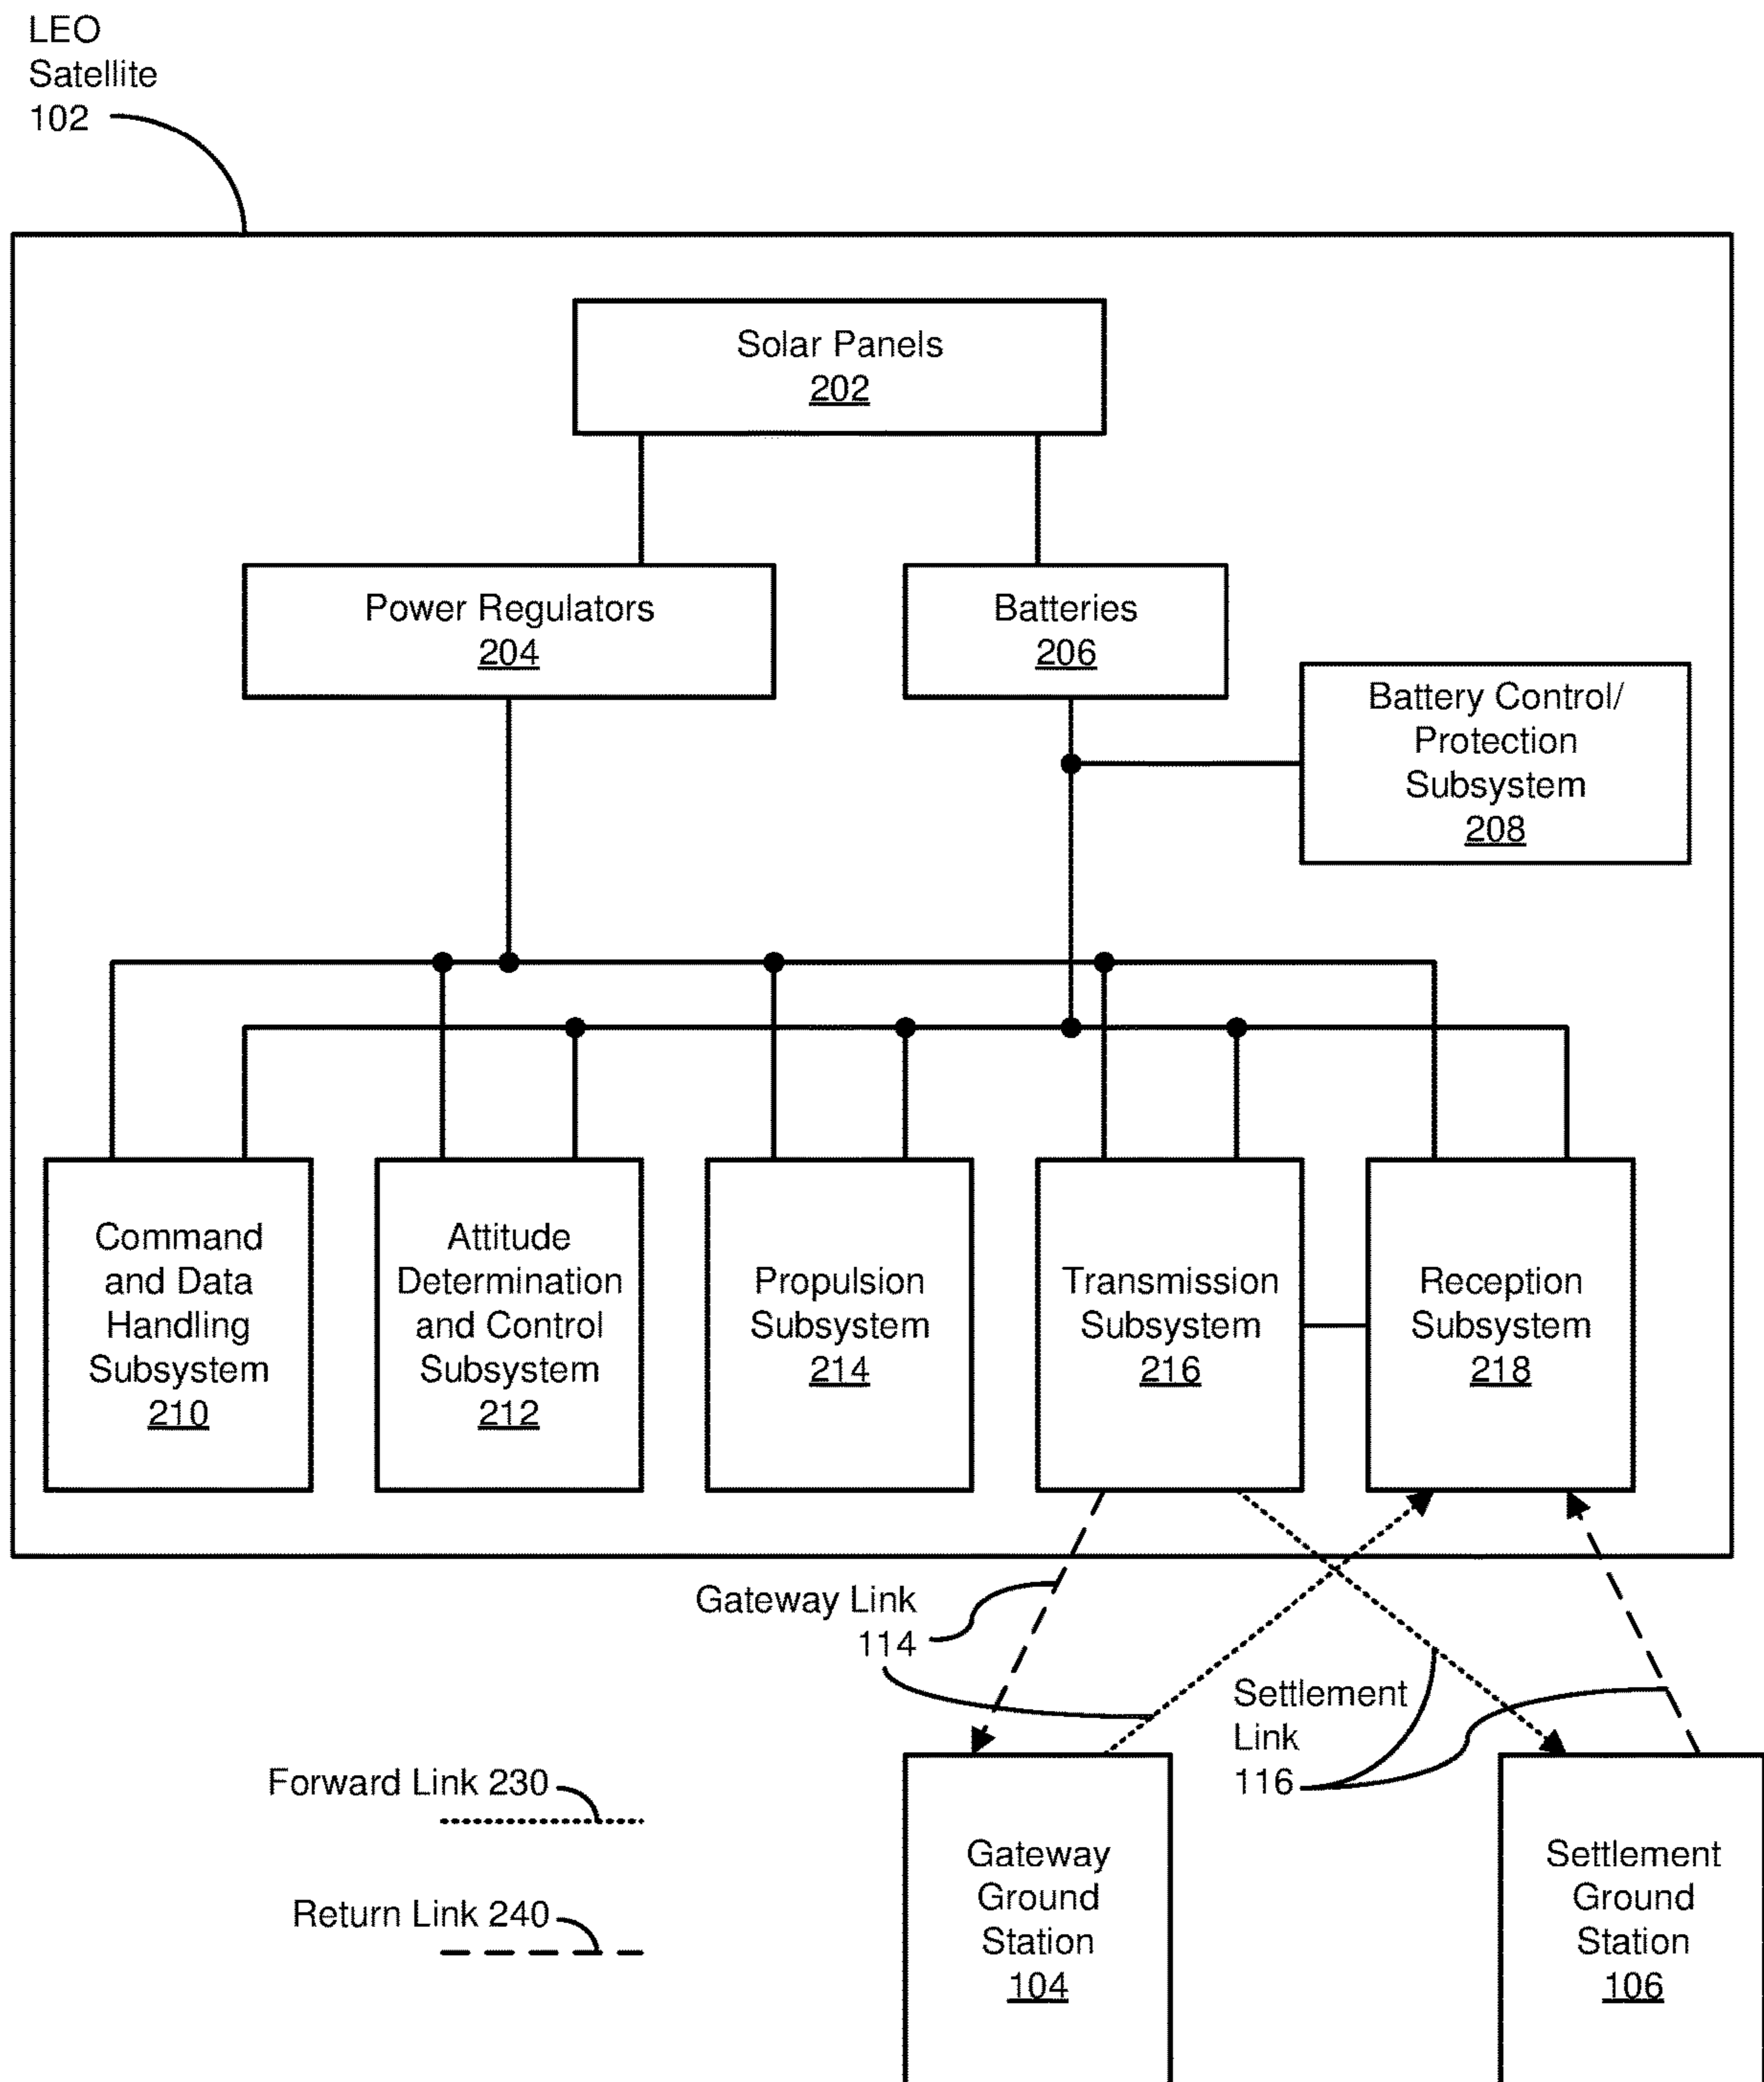 LEO
Satellite
102
Solar Panels
202
Power Regulators
204
Batteries
206
Battery Control/
Protection
Subsystem
208
Command
and Data
Handling
Subsystem
210
Attitude
Determination
and Control
Subsystem
212
Propulsion
Subsystem
214
Transmission
Subsystem
216
Reception
Subsystem
218
Gateway Link
114
Settlement
Link
116
Forward Link 230
Return Link 240
Gateway
Ground
Station
104
Settlement
Ground
Station
106